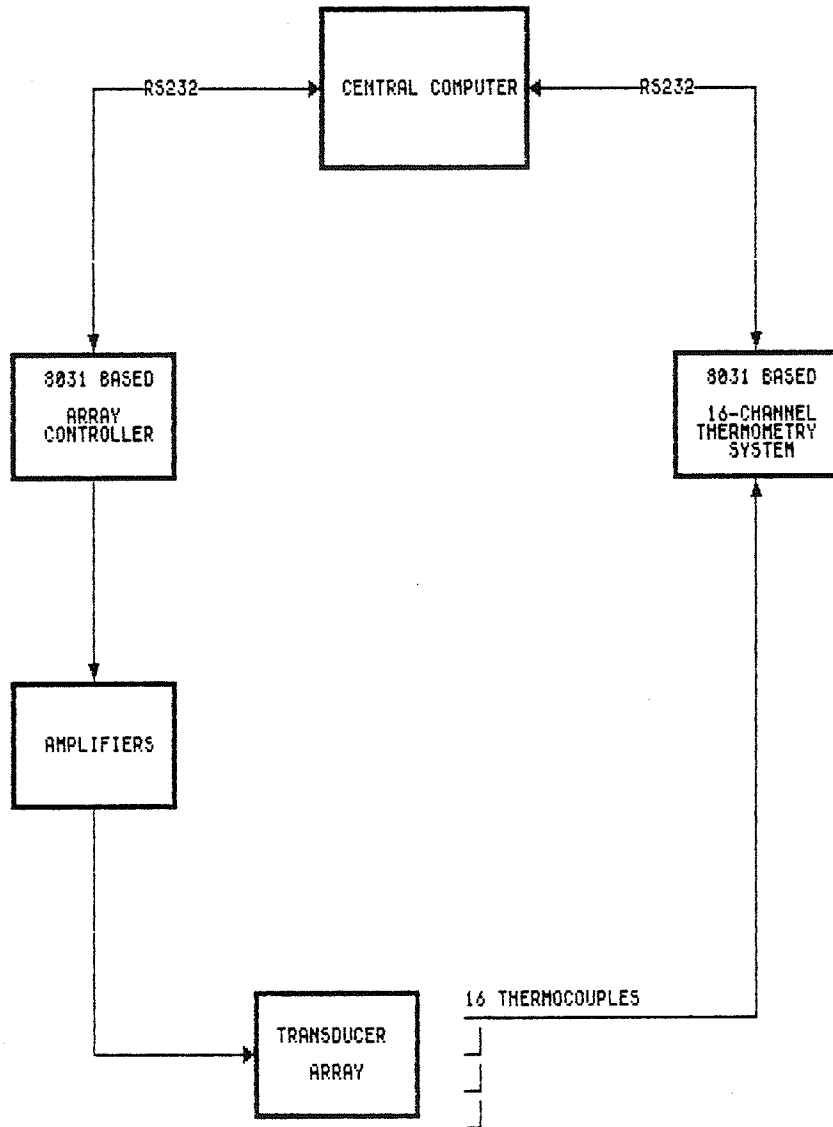 RS232
CENTRAL COMPUTER
RS232
8031 BASED
ARRAY
CONTROLLER
8031 BASED
16-CHANNEL
THERMOMETRY
SYSTEM
AMPLIFIERS
16 THERMOCOUPLES
TRANSDUCER
ARRAY